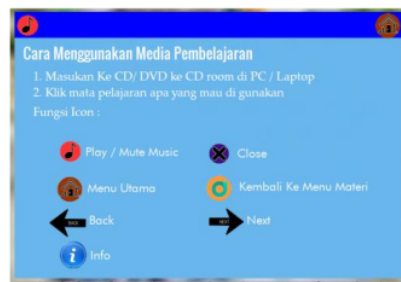 Cara Menggunakan Media Pembelajaran
1. Masukan Ke CD/ DVD ke CD room di PC / Laptop
2. Klik mata pelajaran apa yang mau di gunakan
Fungsi Icon :
Play / Mute Music
Close
Menu Utama
Kembali Ke Menu Materi
BACK Back
NEXT Next
i Info